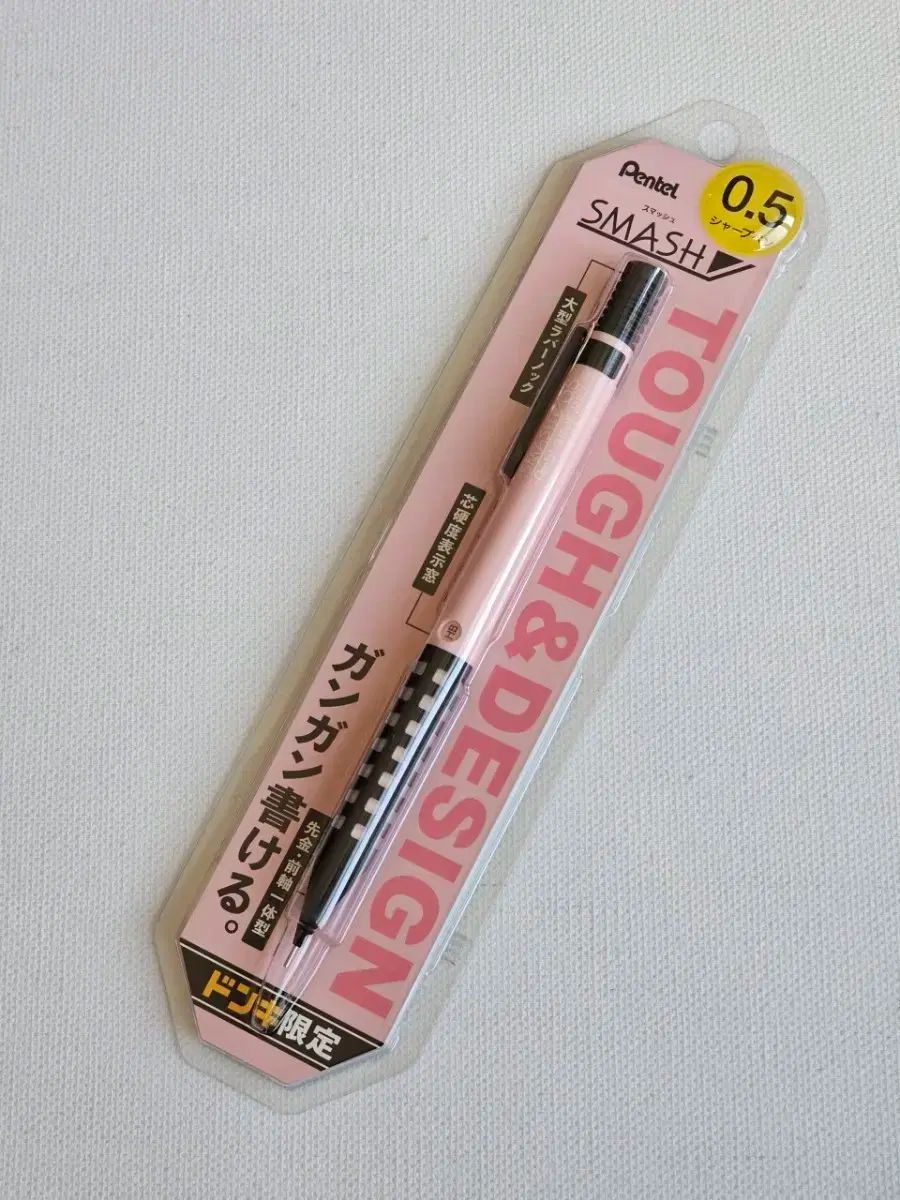 Pentel
0.5
シャープ
スマッシュ
SMASH
大型ラバーノック
TOUGH&DESIGN
芯硬度表示窓
ガンガン書ける。
先金・前軸一体型
ドンキ限定